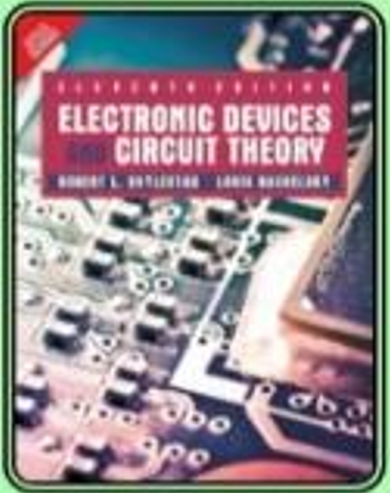 ELEVENTH EDITION
ELECTRONIC DEVICES
AND CIRCUIT THEORY
ROBERT L. BOYLESTAD LOUIS NASHELSKY